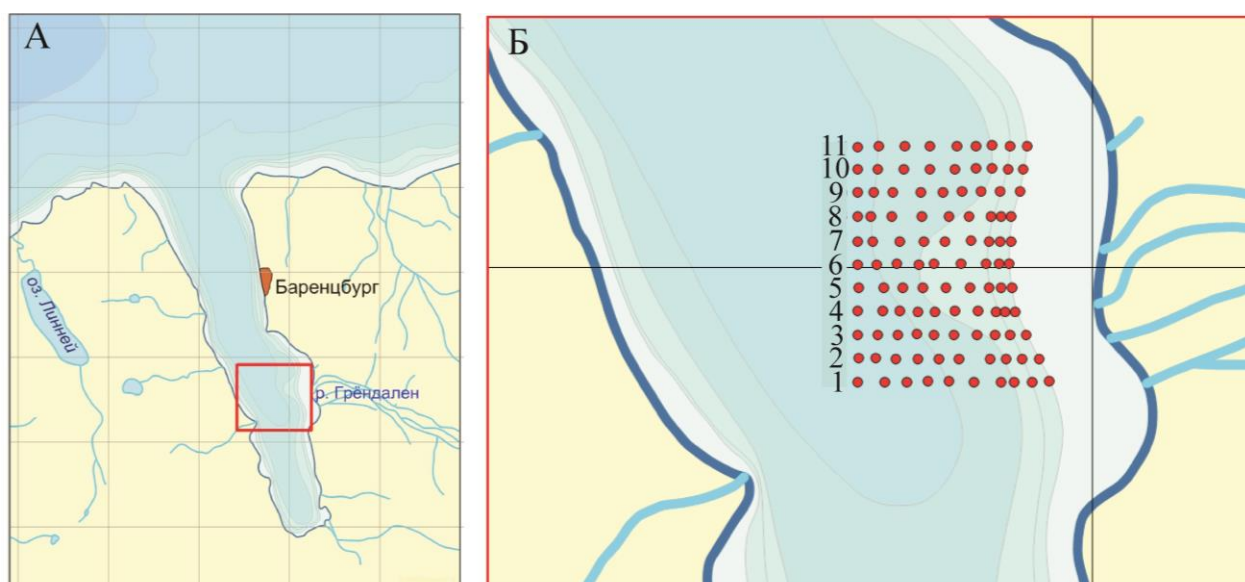 А
оз. Линней
Баренцбург
р. Грёндален
Б
11
10
9
8
7
6
5
4
3
2
1